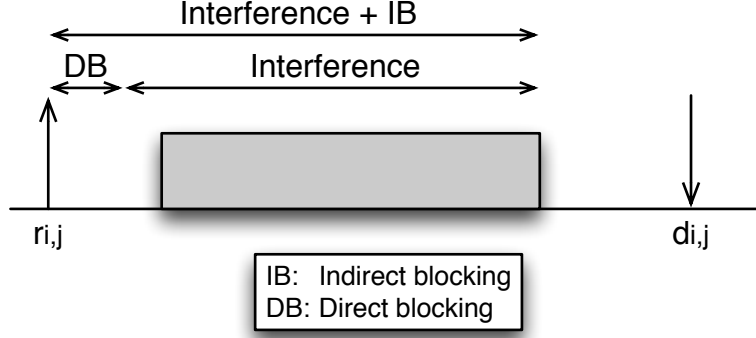 Interference + IB
DB Interference
ri,j di,j
IB: Indirect blocking
DB: Direct blocking